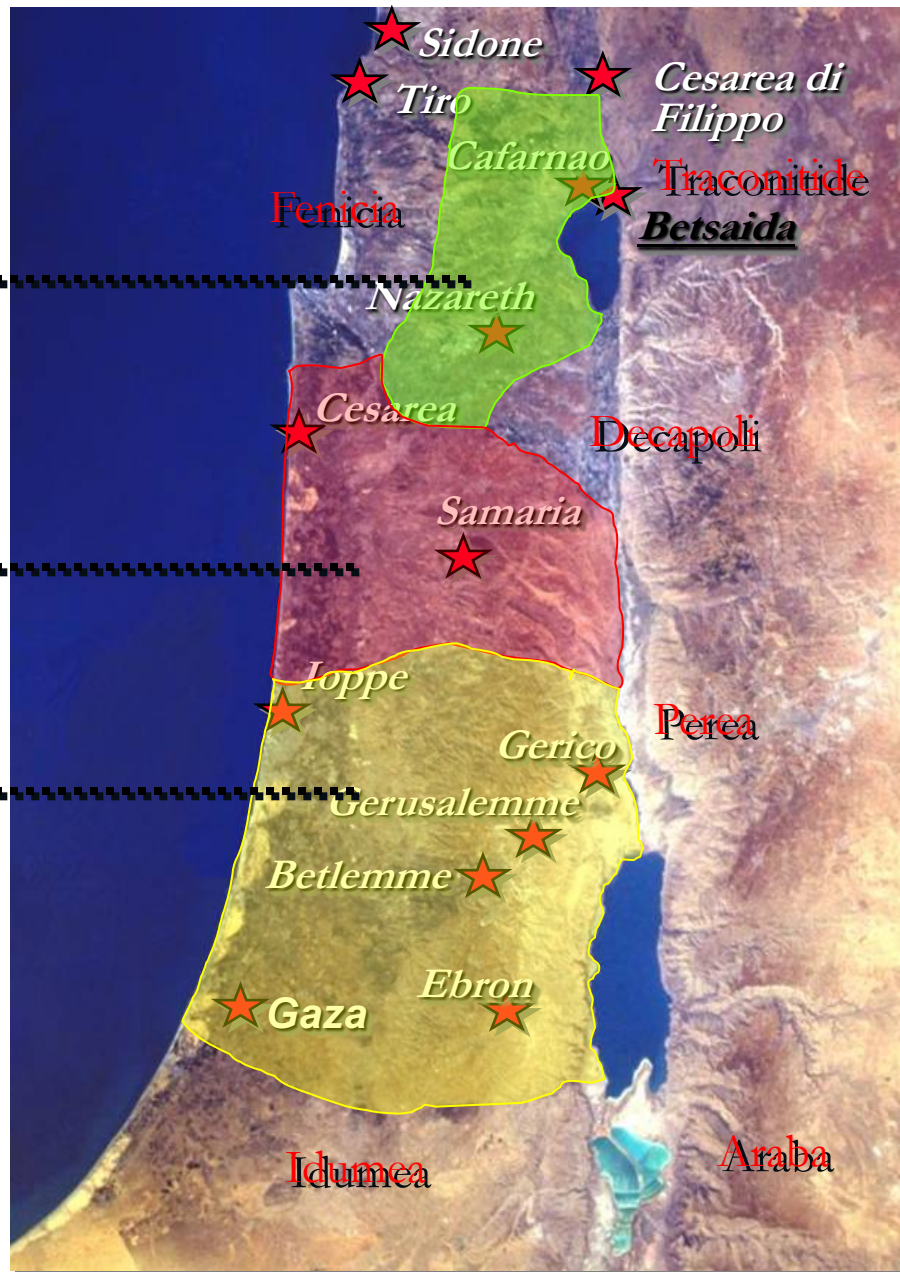 Sidone
Tiro
Cesarea di
Filippo
Cafarnao
Traconitide
Fenicia
Betsaida
Nazareth
Cesarea
Decapoli
Samaria
Ioppe
Perea
Gerico
Gerusalemme
Betlemme
Ebron
Gaza
Araba
Idumea